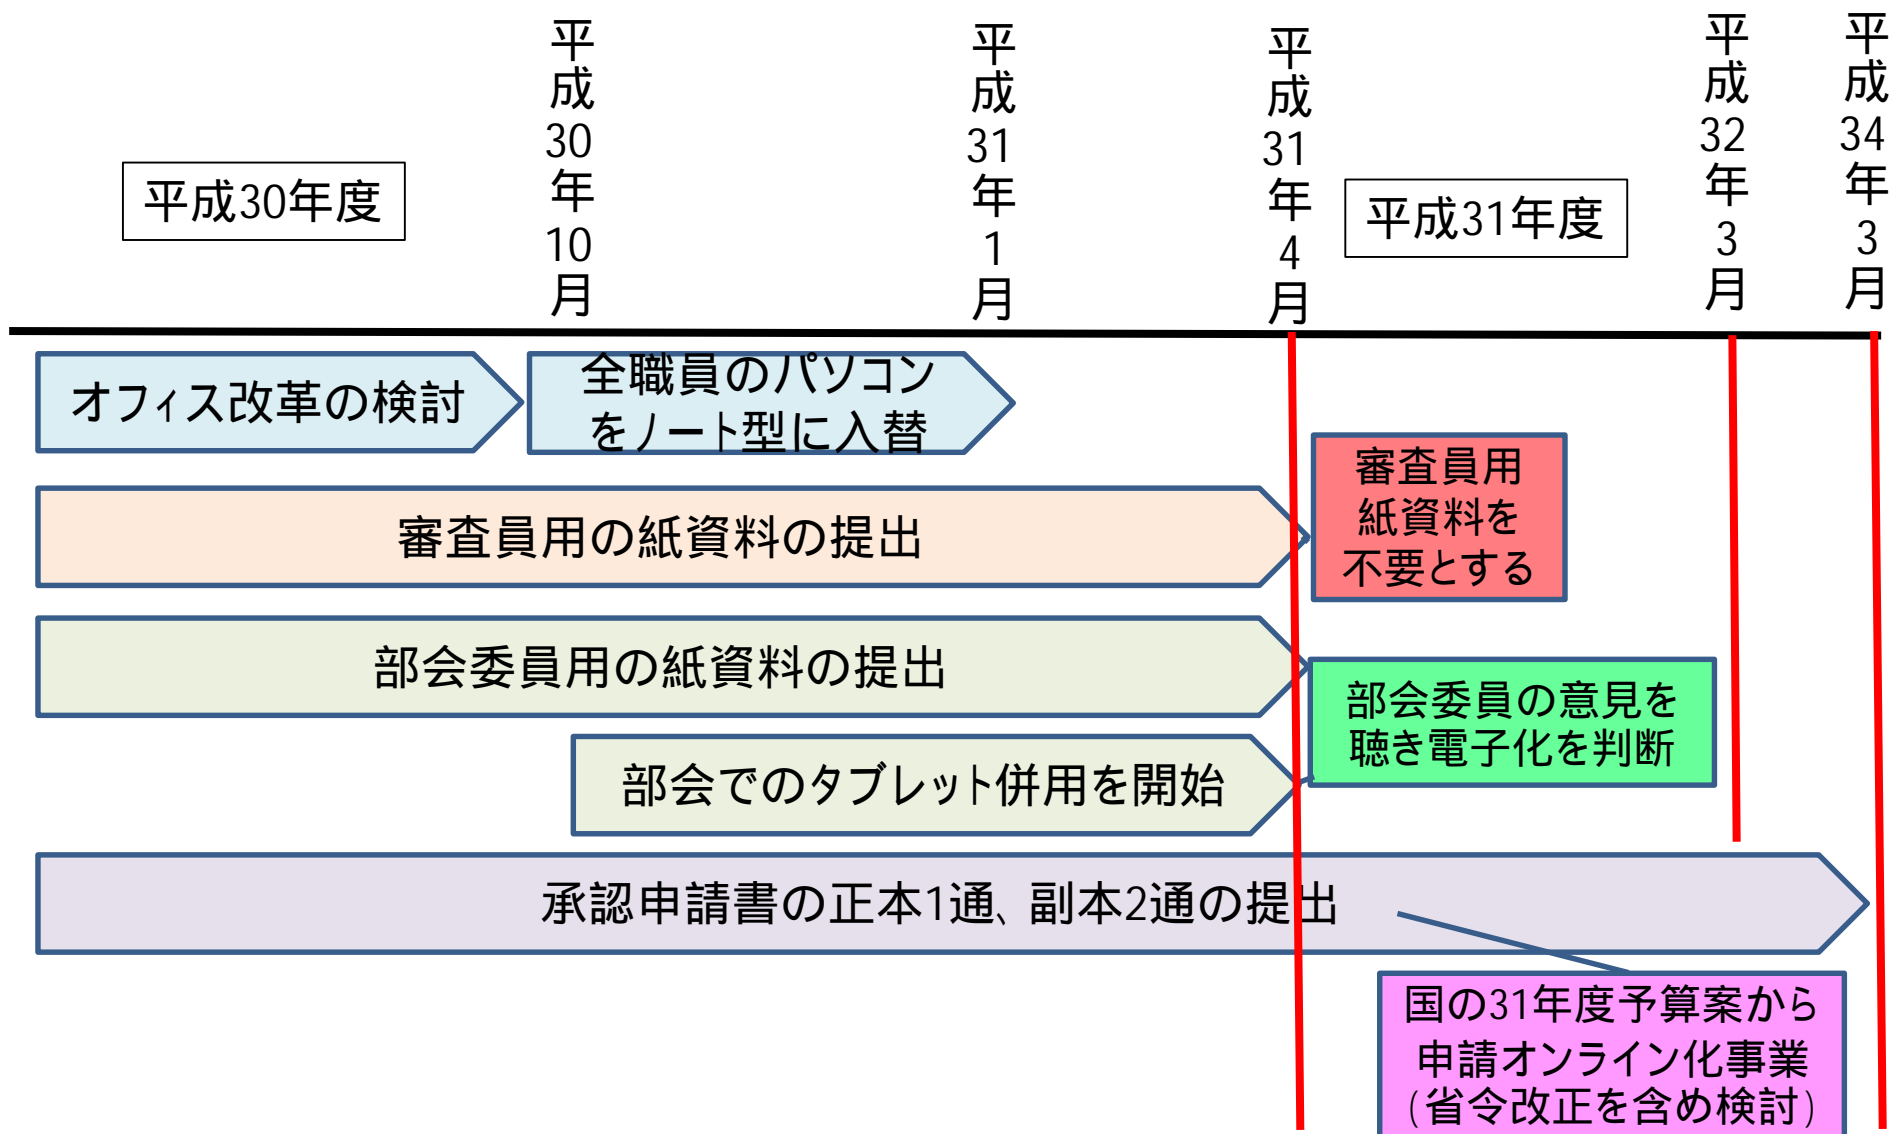 平成30年10月
平成31年1月
平成31年4月
平成32年3月
平成34年3月
平成30年度
平成31年度
オフィス改革の検討
全職員のパソコン
をノート型に入替
審査員用の紙資料の提出
審査員用
紙資料を
不要とする
部会委員用の紙資料の提出
部会委員の意見を
聴き電子化を判断
部会でのタブレット併用を開始
承認申請書の正本1通、副本2通の提出
国の31年度予算案から
申請オンライン化事業
(省令改正を含め検討)